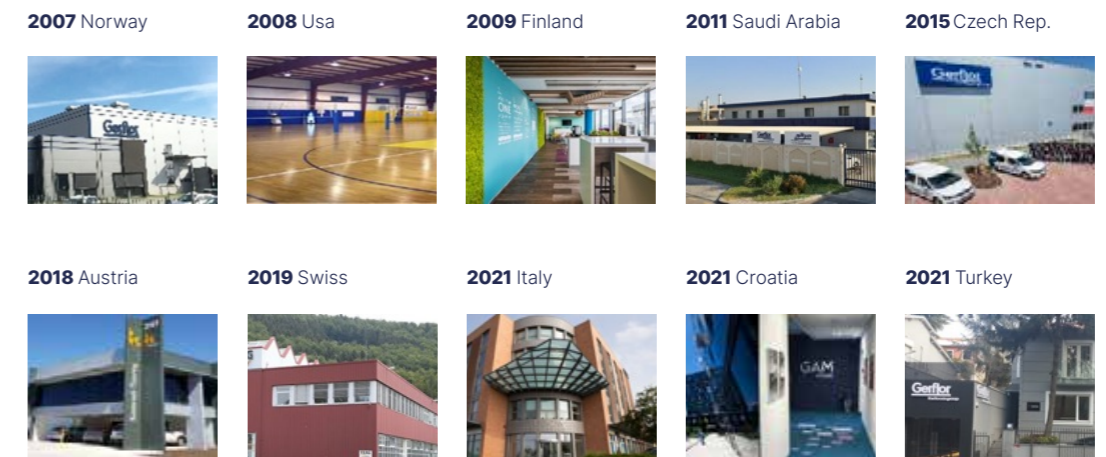 2007 Norway
2008 Usa
2009 Finland
2011 Saudi Arabia
2015 Czech Rep.
Gerflor
Gerflor
2018 Austria
2019 Swiss
2021 Italy
2021 Croatia
2021 Turkey
GAM
Gerflor